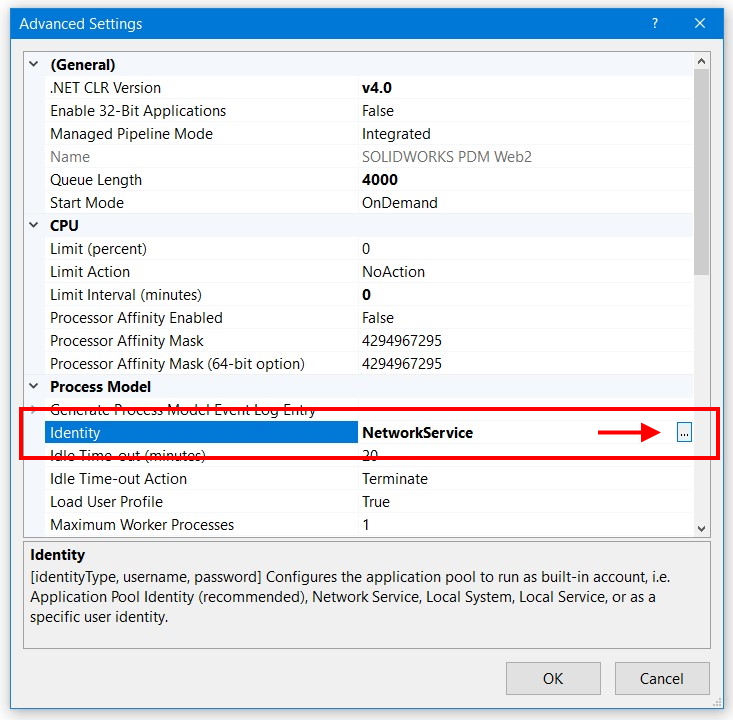 Advanced Settings ? ×
(General)
.NET CLR Version v4.0
Enable 32-Bit Applications False
Managed Pipeline Mode Integrated
Name SOLIDWORKS PDM Web2
Queue Length 4000
Start Mode OnDemand
CPU
Limit (percent) 0
Limit Action NoAction
Limit Interval (minutes) 0
Processor Affinity Enabled False
Processor Affinity Mask 4294967295
Processor Affinity Mask (64-bit option) 4294967295
Process Model
Generate Process Model Event Log Entry
Identity NetworkService ...
Idle Time-out (minutes) 20
Idle Time-out Action Terminate
Load User Profile True
Maximum Worker Processes 1
Identity
[identityType, username, password] Configures the application pool to run as built-in account, i.e.
Application Pool Identity (recommended), Network Service, Local System, Local Service, or as a
specific user identity.
OK Cancel